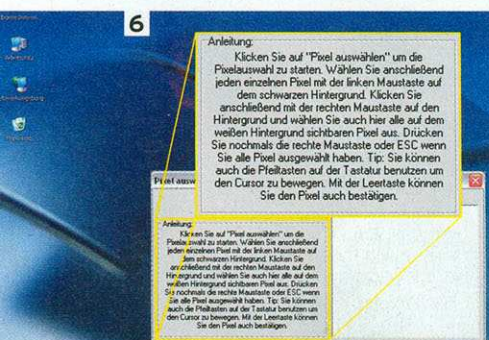 6
Anleitung:
Klicken Sie auf "Pixel auswählen" um die
Pixelauswahl zu starten. Wählen Sie anschließend
jeden einzelnen Pixel mit der linken Maustaste auf
dem schwarzen Hintergrund. Klicken Sie
anschließend mit der rechten Maustaste auf den
Hintergrund und wählen Sie auch hier alle auf dem
weißen Hintergrund sichtbaren Pixel aus. Drücken
Sie nochmals die rechte Maustaste oder ESC wenn
Sie alle Pixel ausgewählt haben. Tip: Sie können
auch die Pfeiltasten auf der Tastatur benutzen um
den Cursor zu bewegen. Mit der Leertaste können
Sie den Pixel auch bestätigen.
Pixel ausw
Anleitung:
Klicken Sie auf "Pixel auswählen" um die
Pixelauswahl zu starten. Wählen Sie anschließend
jeden einzelnen Pixel mit der linken Maustaste auf
dem schwarzen Hintergrund. Klicken Sie
anschließend mit der rechten Maustaste auf den
Hintergrund und wählen Sie auch hier alle auf dem
weißen Hintergrund sichtbaren Pixel aus. Drücken
Sie nochmals die rechte Maustaste oder ESC wenn
Sie alle Pixel ausgewählt haben. Tip: Sie können
auch die Pfeiltasten auf der Tastatur benutzen um
den Cursor zu bewegen. Mit der Leertaste können
Sie den Pixel auch bestätigen.